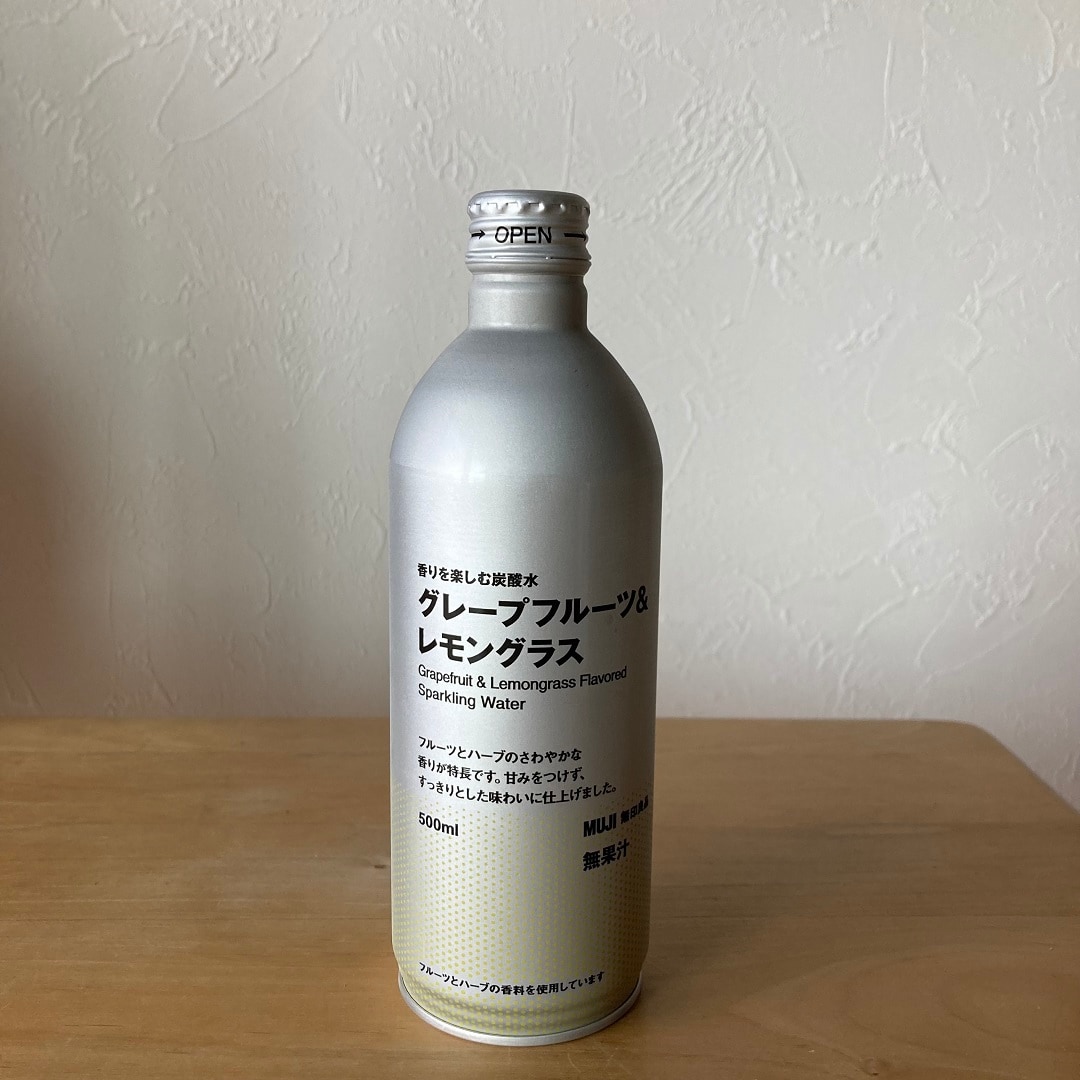 → OPEN →
香りを楽しむ炭酸水
グレープフルーツ&
レモングラス
Grapefruit & Lemongrass Flavored
Sparkling Water
フルーツとハーブのさわやかな
香りが特長です。甘みをつけず、
すっきりとした味わいに仕上げました。
500ml
MUJI 無印良品
無果汁
フルーツとハーブの香料を使用しています